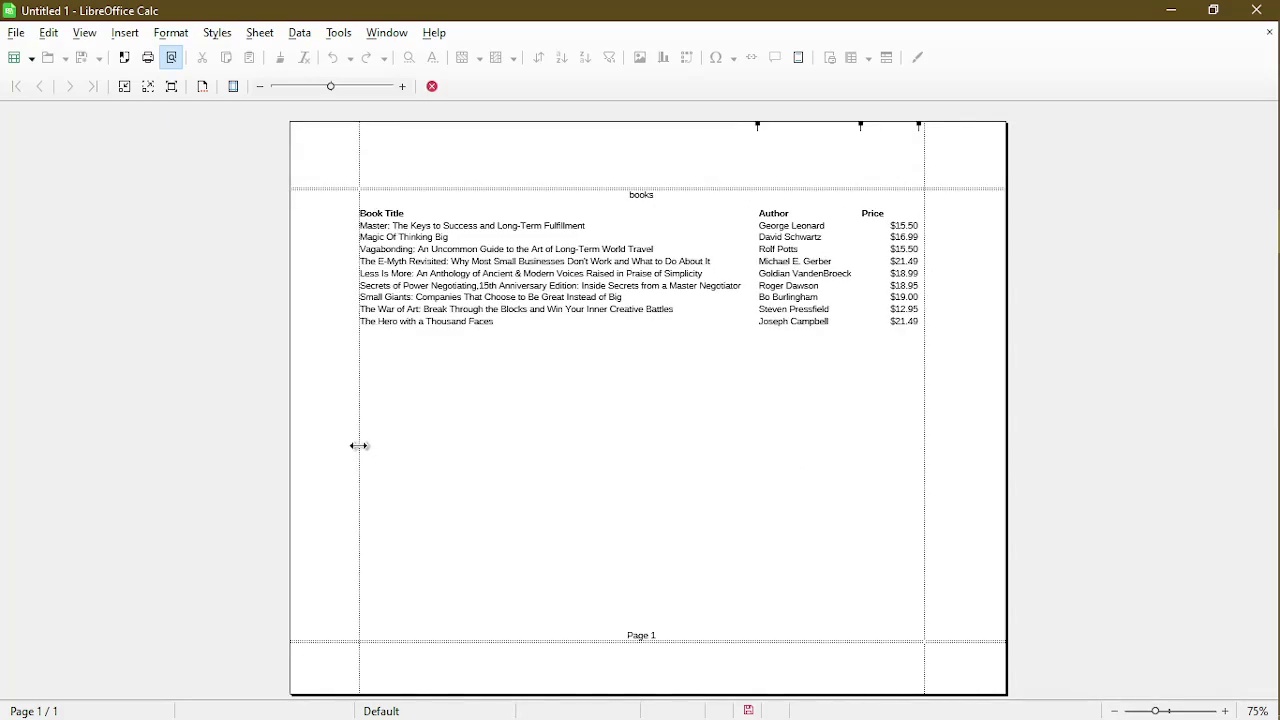 Untitled 1 - LibreOffice Calc
File Edit View Insert Format Styles Sheet Data Tools Window Help
books
Book Title Author Price
Master: The Keys to Success and Long-Term Fulfillment George Leonard $15.50
Magic Of Thinking Big David Schwartz $16.99
Vagabonding: An Uncommon Guide to the Art of Long-Term World Travel Rolf Potts $15.50
The E-Myth Revisited: Why Most Small Businesses Don't Work and What to Do About It Michael E. Gerber $21.49
Less Is More: An Anthology of Ancient & Modern Voices Raised in Praise of Simplicity Goldian VandenBroeck $18.99
Secrets of Power Negotiating,15th Anniversary Edition: Inside Secrets from a Master Negotiator Roger Dawson $18.95
Small Giants: Companies That Choose to Be Great Instead of Big Bo Burlingham $19.00
The War of Art: Break Through the Blocks and Win Your Inner Creative Battles Steven Pressfield $12.95
The Hero with a Thousand Faces Joseph Campbell $21.49
Page 1
Page 1 / 1 Default 75%